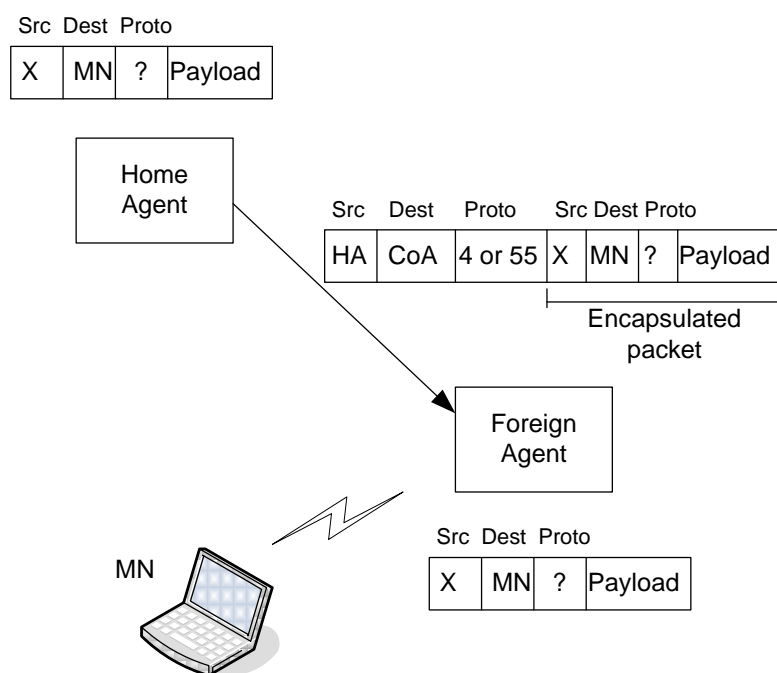 Src Dest Proto
X MN ? Payload
Home
Agent
Src Dest Proto Src Dest Proto
HA CoA 4 or 55 X MN ? Payload
Encapsulated
packet
Foreign
Agent
Src Dest Proto
X MN ? Payload
MN